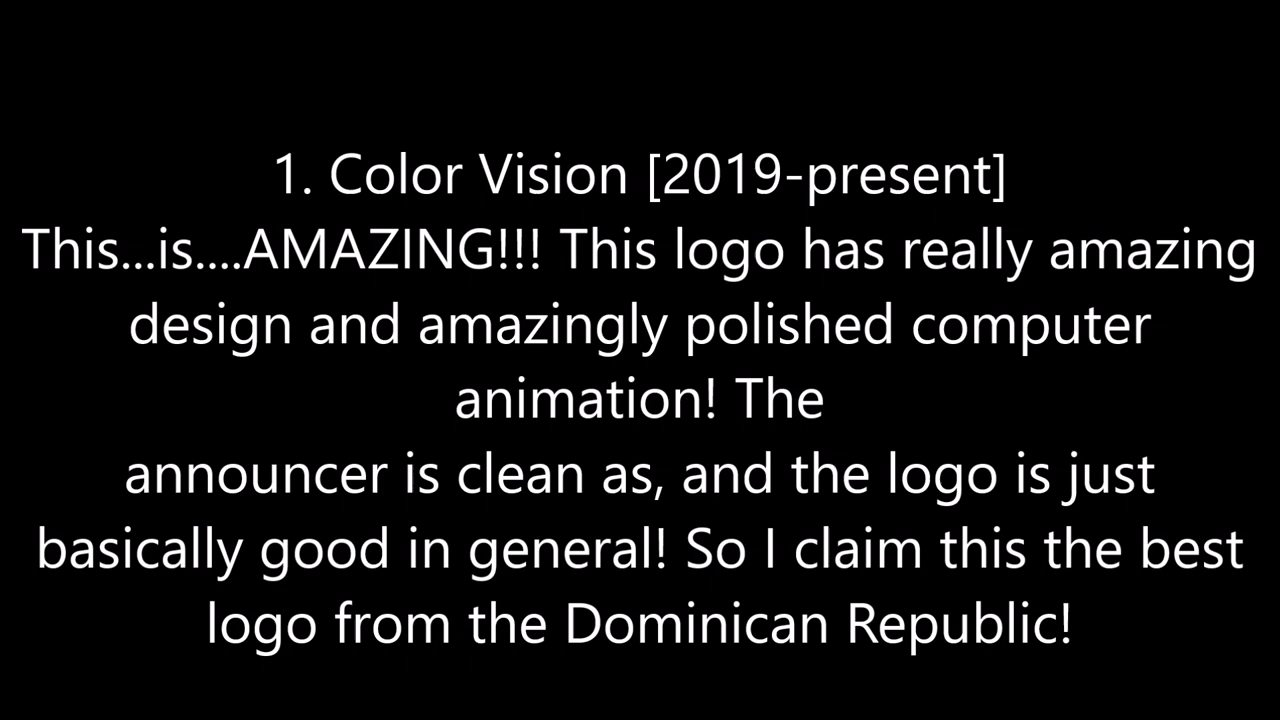 1. Color Vision [2019-present]
This...is....AMAZING!!! This logo has really amazing
design and amazingly polished computer
animation! The
announcer is clean as, and the logo is just
basically good in general! So I claim this the best
logo from the Dominican Republic!